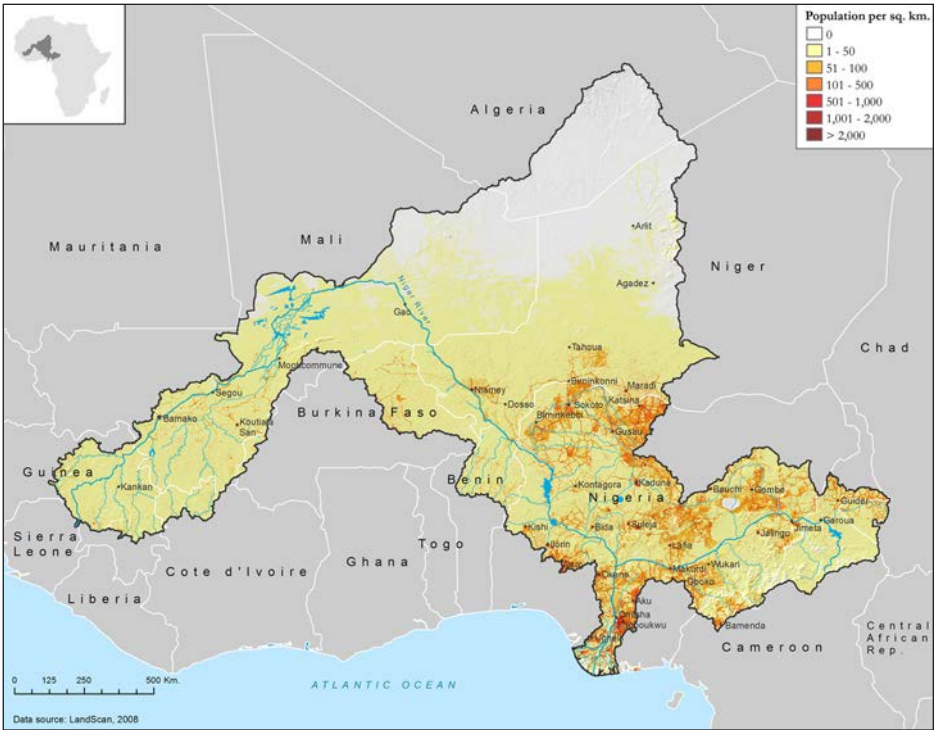 Population per sq. km.
0
1 - 50
51 - 100
101 - 500
501 - 1,000
1,001 - 2,000
> 2,000
Algeria
Mauritania
Mali
Arlit
Niger
Agadez
Niger River
Gao
Chad
Tahoua
Segou
Niamey
Birninkonni
Maradi
Dosso
Sokoto
Katsina
Burkina Faso
Birninkebbi
Bamako
Koutiala
San
Gusau
Guinea
Kankan
Benin
Kontagora
Kaduna
Nigeria
Bauchi
Gombe
Guider
Kishi
Bida
Suleja
Jalingo
Jimeta
Garoua
Sierra
Leone
Ilorin
Lafia
Togo
Ghana
Cote d'Ivoire
Makurdi
Wukari
Gboko
Okene
Liberia
Aku
Bamenda
Cameroon
Central
African
Rep.
0 125 250 500 Km.
ATLANTIC OCEAN
Data source: LandScan, 2008